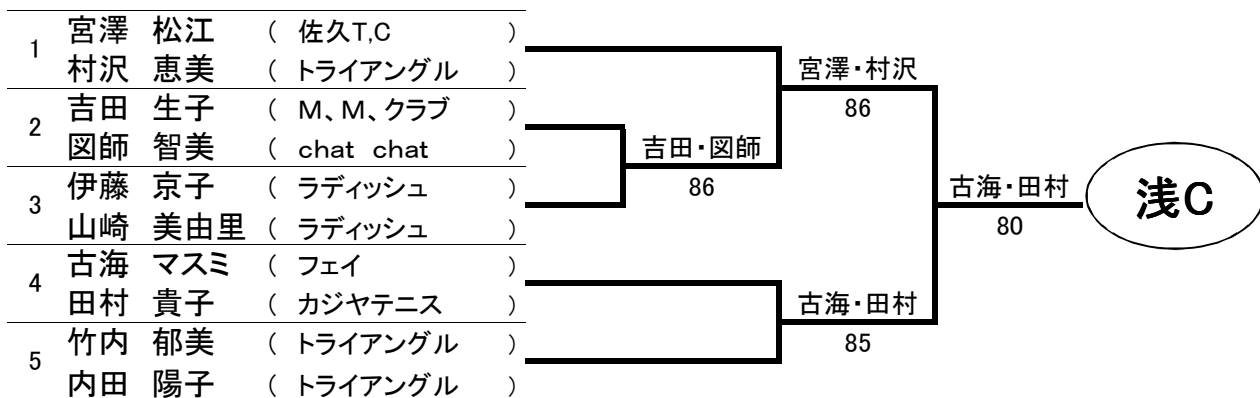 1
宮澤 松江 ( 佐久T,C )
村沢 恵美 ( トライアングル )
2
吉田 生子 ( M、M、クラブ )
図師 智美 ( chat chat )
3
伊藤 京子 ( ラディッシュ )
山崎 美由里 ( ラディッシュ )
4
古海 マスミ ( フェイ )
田村 貴子 ( カジヤテニス )
5
竹内 郁美 ( トライアングル )
内田 陽子 ( トライアングル )
吉田・図師
86
宮澤・村沢
86
古海・田村
85
古海・田村
80
浅C